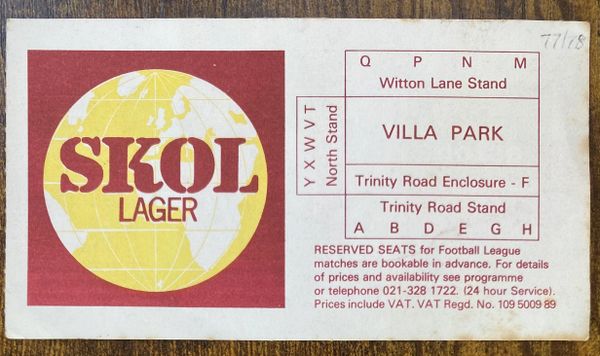 77/78
SKOL
LAGER
Q P N M
Witton Lane Stand
Y X W V T
North Stand
VILLA PARK
Trinity Road Enclosure - F
Trinity Road Stand
A B D E G H
RESERVED SEATS for Football League
matches are bookable in advance. For details
of prices and availability see programme
or telephone 021-328 1722. (24 hour Service).
Prices include VAT. VAT Regd. No. 109 5009 89